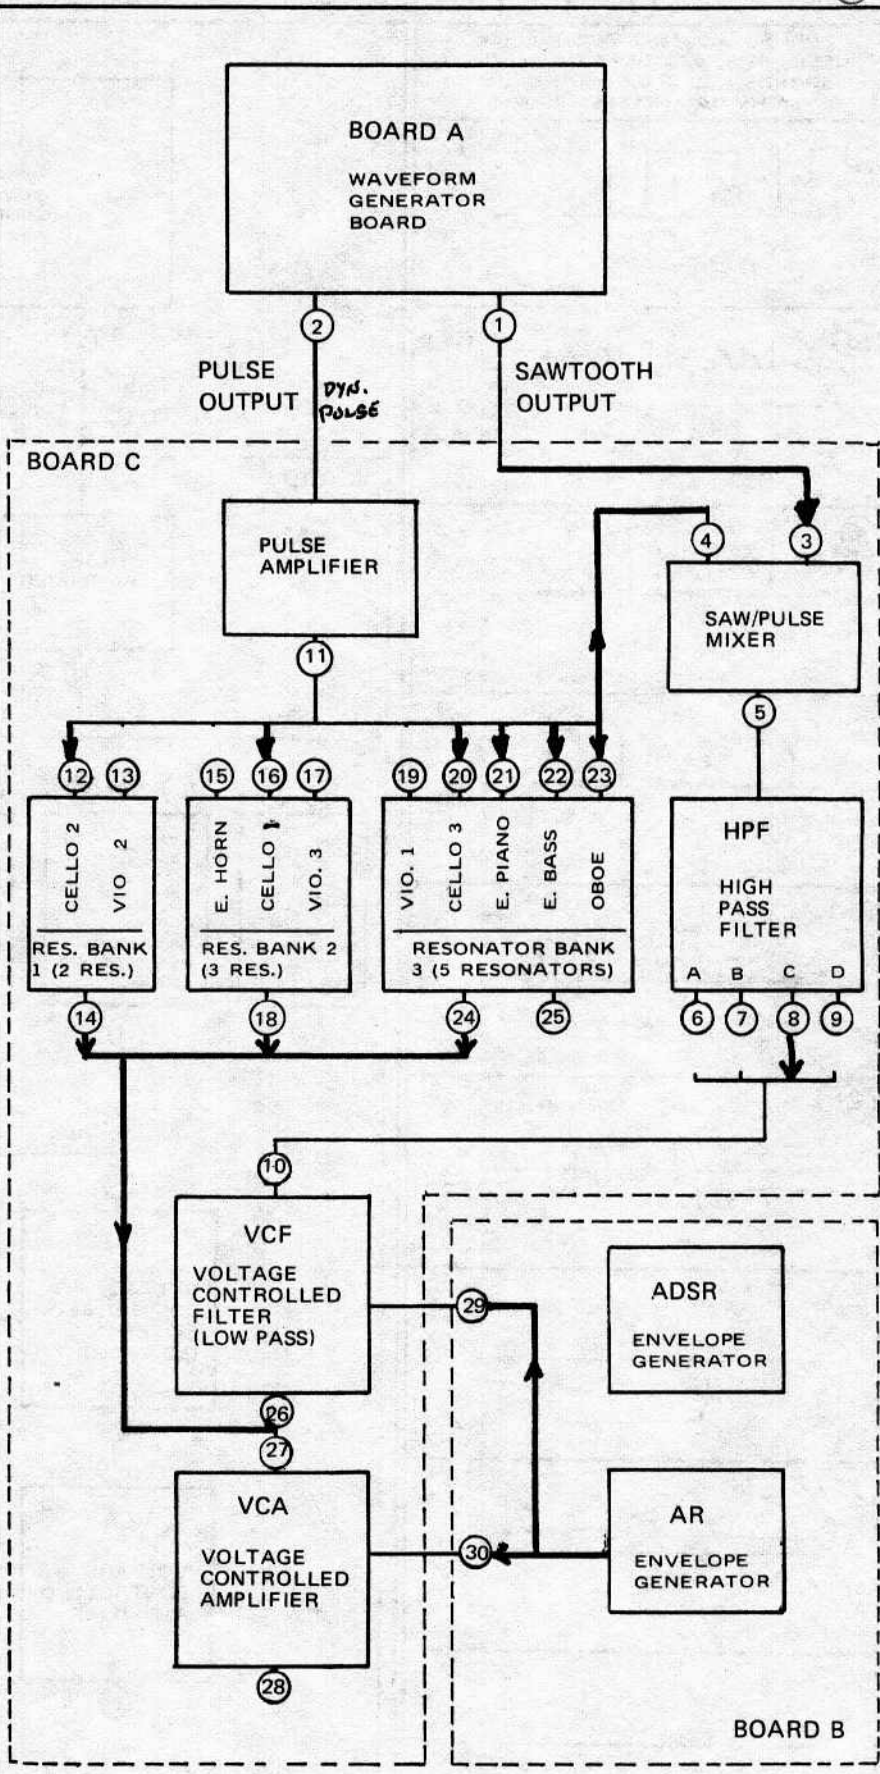 BOARD A
WAVEFORM
GENERATOR
BOARD
2
1
PULSE
OUTPUT
DYN.
PULSE
SAWTOOTH
OUTPUT
BOARD C
PULSE
AMPLIFIER
4
3
SAW/PULSE
MIXER
11
5
12
13
15
16
17
19
20
21
22
23
CELLO 2
VIO 2
E. HORN
CELLO 1
VIO. 3
VIO. 1
CELLO 3
E. PIANO
E. BASS
OBOE
RES. BANK
1 (2 RES.)
RES. BANK 2
(3 RES.)
RESONATOR BANK
3 (5 RESONATORS)
HPF
HIGH
PASS
FILTER
A B C D
14
18
24
25
6
7
8
9
10
VCF
VOLTAGE
CONTROLLED
FILTER
(LOW PASS)
29
ADSR
ENVELOPE
GENERATOR
26
27
VCA
VOLTAGE
CONTROLLED
AMPLIFIER
30
AR
ENVELOPE
GENERATOR
28
BOARD B